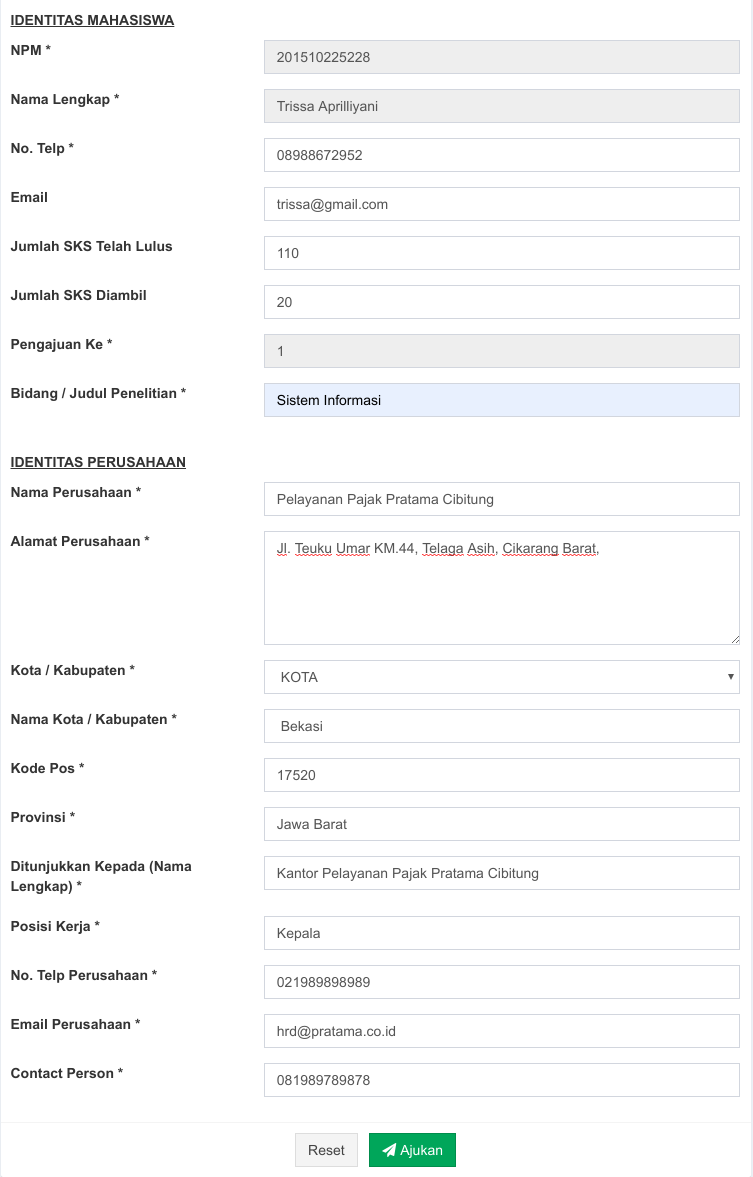 IDENTITAS MAHASISWA
NPM *
201510225228
Nama Lengkap *
Trissa Aprilliyani
No. Telp *
08988672952
Email
trissa@gmail.com
Jumlah SKS Telah Lulus
110
Jumlah SKS Diambil
20
Pengajuan Ke *
1
Bidang / Judul Penelitian *
Sistem Informasi
IDENTITAS PERUSAHAAN
Nama Perusahaan *
Pelayanan Pajak Pratama Cibitung
Alamat Perusahaan *
Jl. Teuku Umar KM.44, Telaga Asih, Cikarang Barat,
Kota / Kabupaten *
KOTA
Nama Kota / Kabupaten *
Bekasi
Kode Pos *
17520
Provinsi *
Jawa Barat
Ditunjukkan Kepada (Nama
Lengkap) *
Kantor Pelayanan Pajak Pratama Cibitung
Posisi Kerja *
Kepala
No. Telp Perusahaan *
021989898989
Email Perusahaan *
hrd@pratama.co.id
Contact Person *
081989789878
Reset
Ajukan